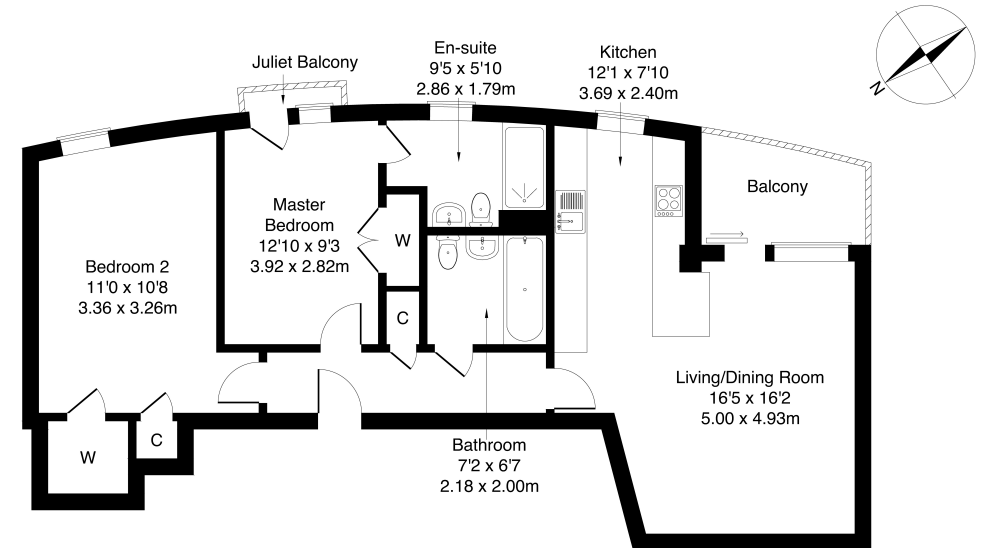 Juliet Balcony
En-suite
9'5 x 5'10
2.86 x 1.79m
Kitchen
12'1 x 7'10
3.69 x 2.40m
N
Balcony
Master
Bedroom
12'10 x 9'3
3.92 x 2.82m
W
Bedroom 2
11'0 x 10'8
3.36 x 3.26m
C
Living/Dining Room
16'5 x 16'2
5.00 x 4.93m
W
C
Bathroom
7'2 x 6'7
2.18 x 2.00m